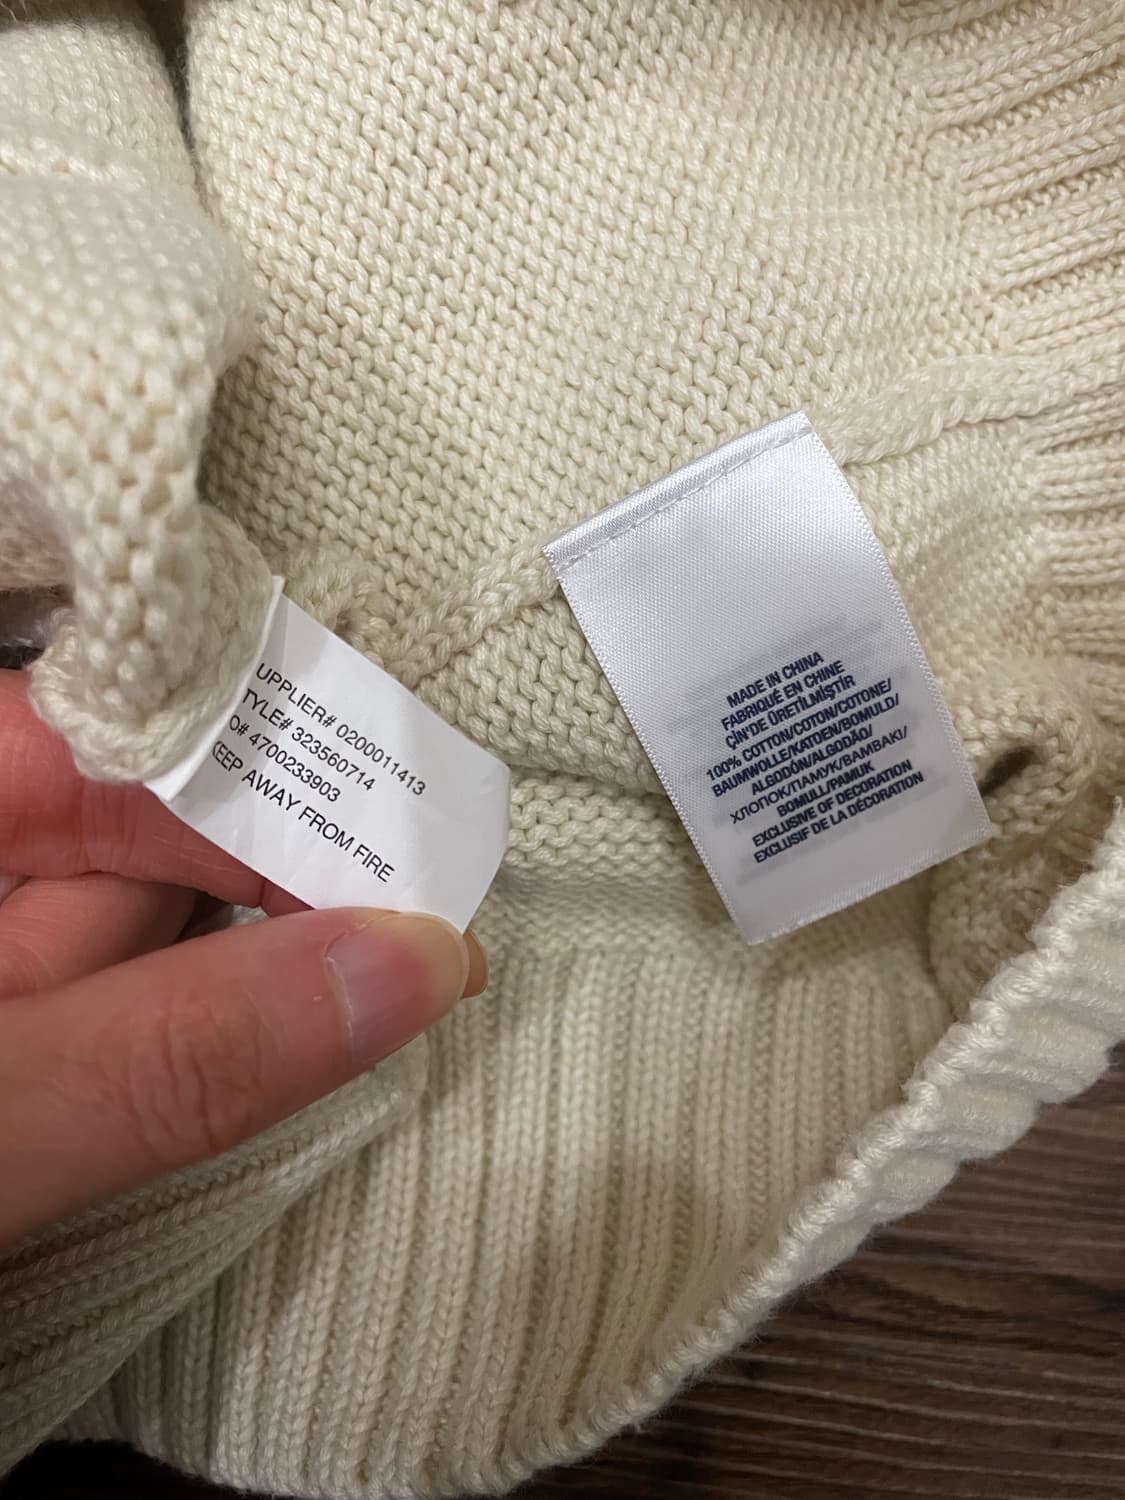 UPPLIER# 0200011413
TYLE# 323560714
O# 4700233903
KEEP AWAY FROM FIRE
MADE IN CHINA
FABRIQUÉ EN CHINE
ÇİN'DE ÜRETİLMİŞTİR
100% COTTON/COTON/COTONE/
BAUMWOLLE/KATOEN/BOMULD/
ALGODÓN/ALGODÃO/
ХЛОПОК/ПАМУК/ΒΑΜΒΑΚΙ/
BOMULL/PAMUK
EXCLUSIVE OF DECORATION
EXCLUSIF DE LA DÉCORATION